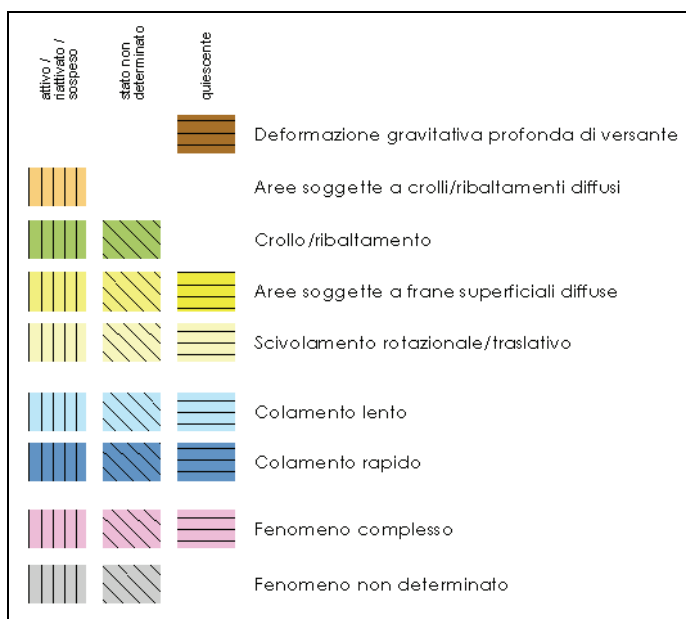 attivo /
riattivato /
sospeso
stato non
determinato
quiescente
Deformazione gravitativa profonda di versante
Aree soggette a crolli/ribaltamenti diffusi
Crollo/ribaltamento
Aree soggette a frane superficiali diffuse
Scivolamento rotazionale/traslativo
Colamento lento
Colamento rapido
Fenomeno complesso
Fenomeno non determinato